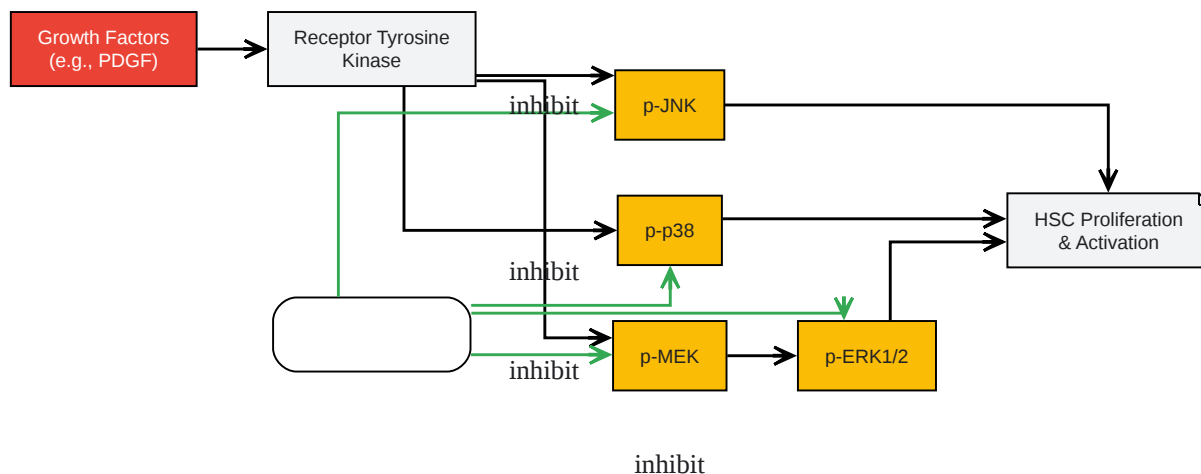 Growth Factors
(e.g., PDGF)
Receptor Tyrosine
Kinase
inhibit
p-JNK
p-p38
HSC Proliferation
& Activation
inhibit
p-MEK
p-ERK1/2
inhibit
inhibit